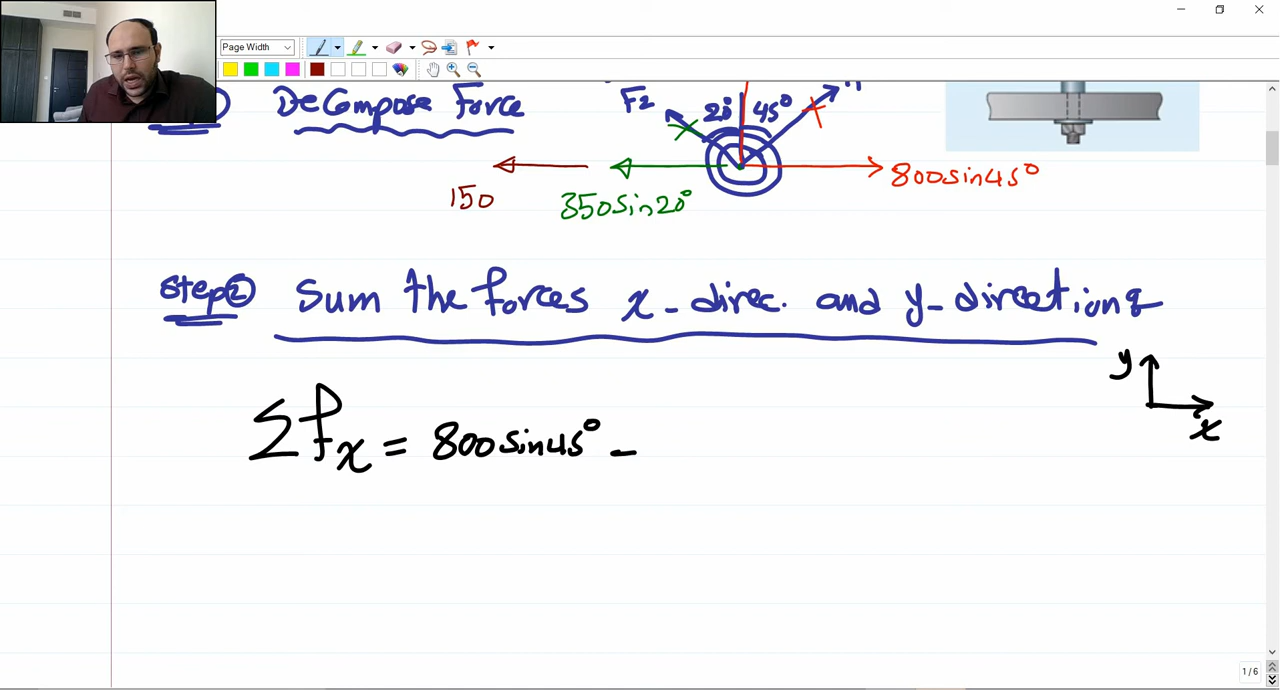 Page Width
DeCompose Force
F2 20° 45°
800sin45°
150 350sin20°
step② Sum the forces x-direc. and y-directions
y
x
ΣFx = 800sin45° -
1/6